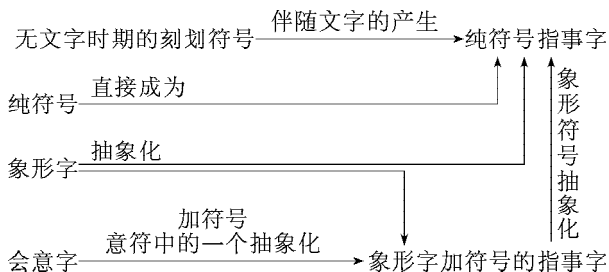 无文字时期的刻划符号
伴随文字的产生
纯符号指事字
纯符号
直接成为
象形字
抽象化
象形符号抽象化
会意字
加符号
意符中的一个抽象化
象形字加符号的指事字